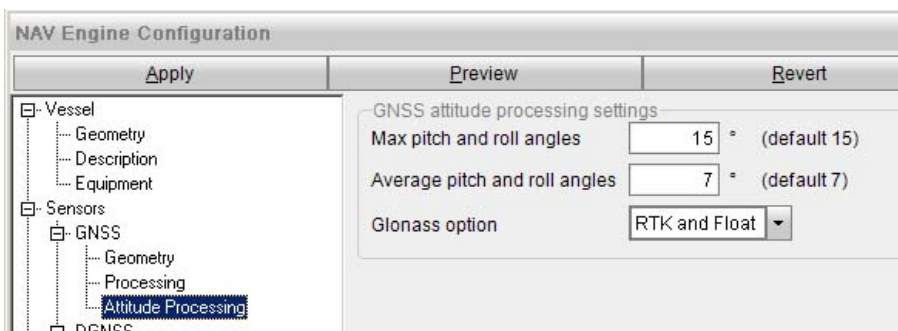 NAV Engine Configuration
Apply Preview Revert
Vessel
Geometry
Description
Equipment
Sensors
GNSS
Geometry
Processing
Attitude Processing
DGNSS
GNSS attitude processing settings
Max pitch and roll angles 15 ° (default 15)
Average pitch and roll angles 7 ° (default 7)
Glonass option RTK and Float